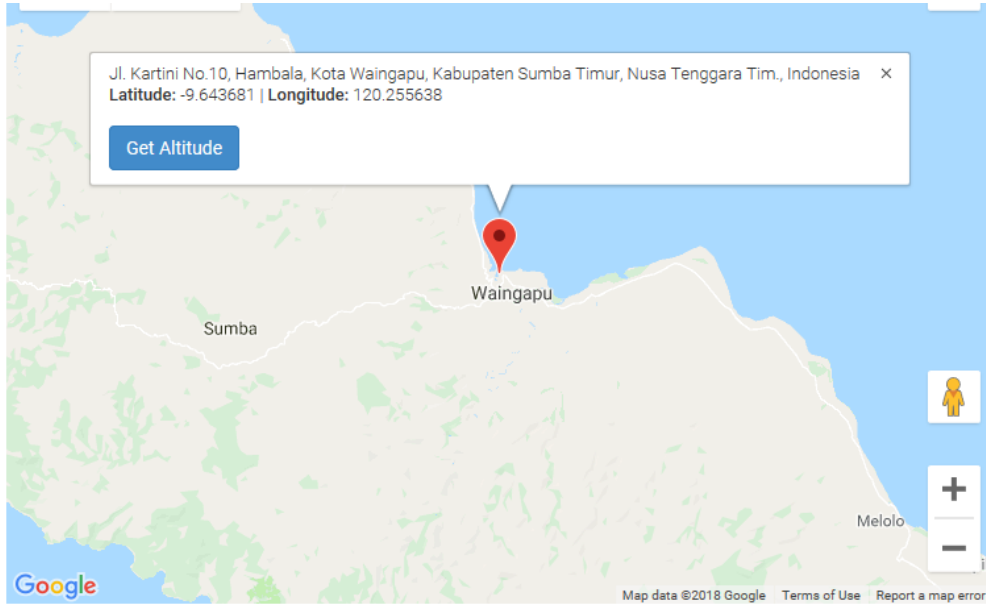 Jl. Kartini No.10, Hambala, Kota Waingapu, Kabupaten Sumba Timur, Nusa Tenggara Tim., Indonesia ×
Latitude: -9.643681 | Longitude: 120.255638
Get Altitude
Waingapu
Sumba
Melolo
Google
Map data ©2018 Google Terms of Use Report a map error